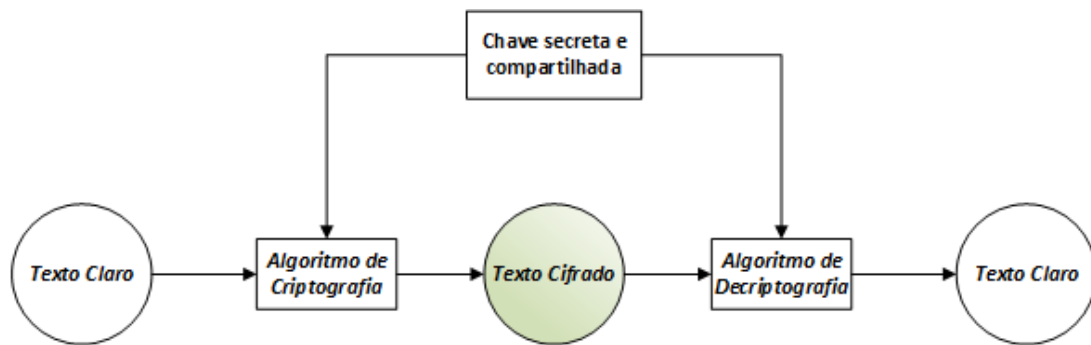 Chave secreta e
compartilhada
Texto Claro
Algoritmo de
Criptografia
Texto Cifrado
Algoritmo de
Decriptografia
Texto Claro